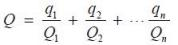 Q = q₁/Q₁ + q₂/Q₂ + … qₙ/Qₙ